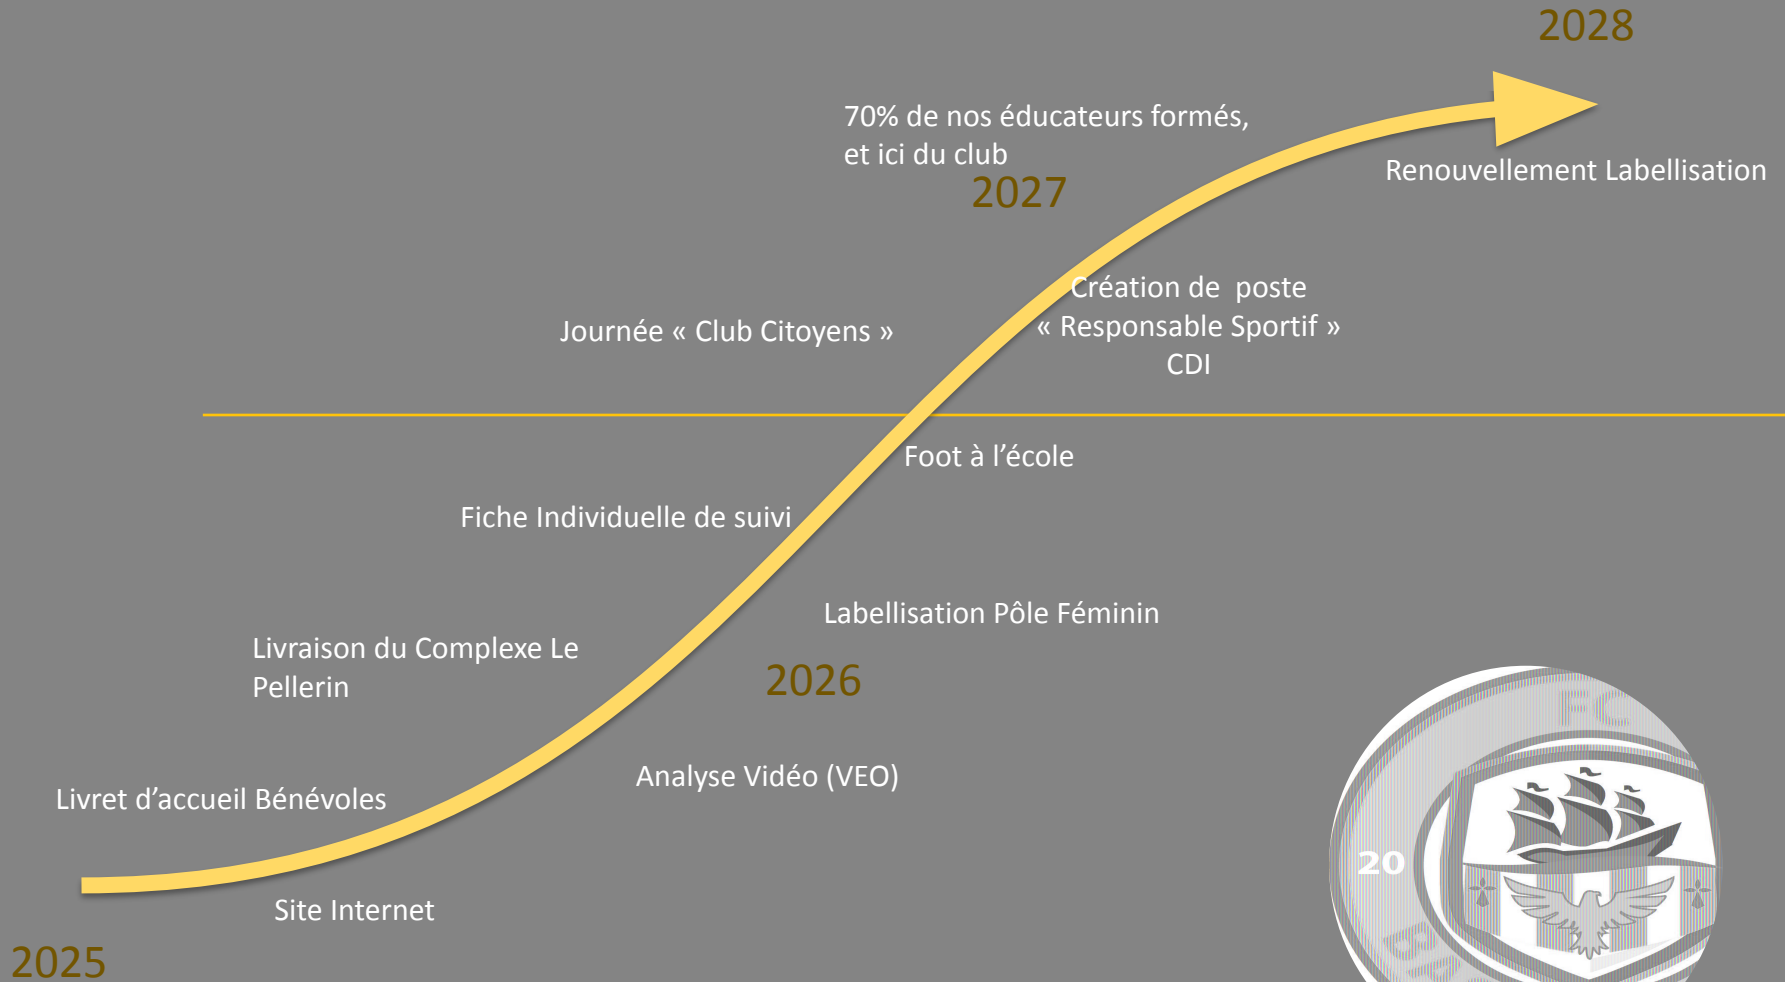 2028
70% de nos éducateurs formés,
et ici du club
Renouvellement Labellisation
2027
Création de  poste
« Responsable Sportif »
CDI
Journée « Club Citoyens »
Foot à l’école
Fiche Individuelle de suivi
Labellisation Pôle Féminin
Livraison du Complexe Le
Pellerin
2026
Analyse Vidéo (VEO)
Livret d’accueil Bénévoles
Site Internet
2025
FC
20